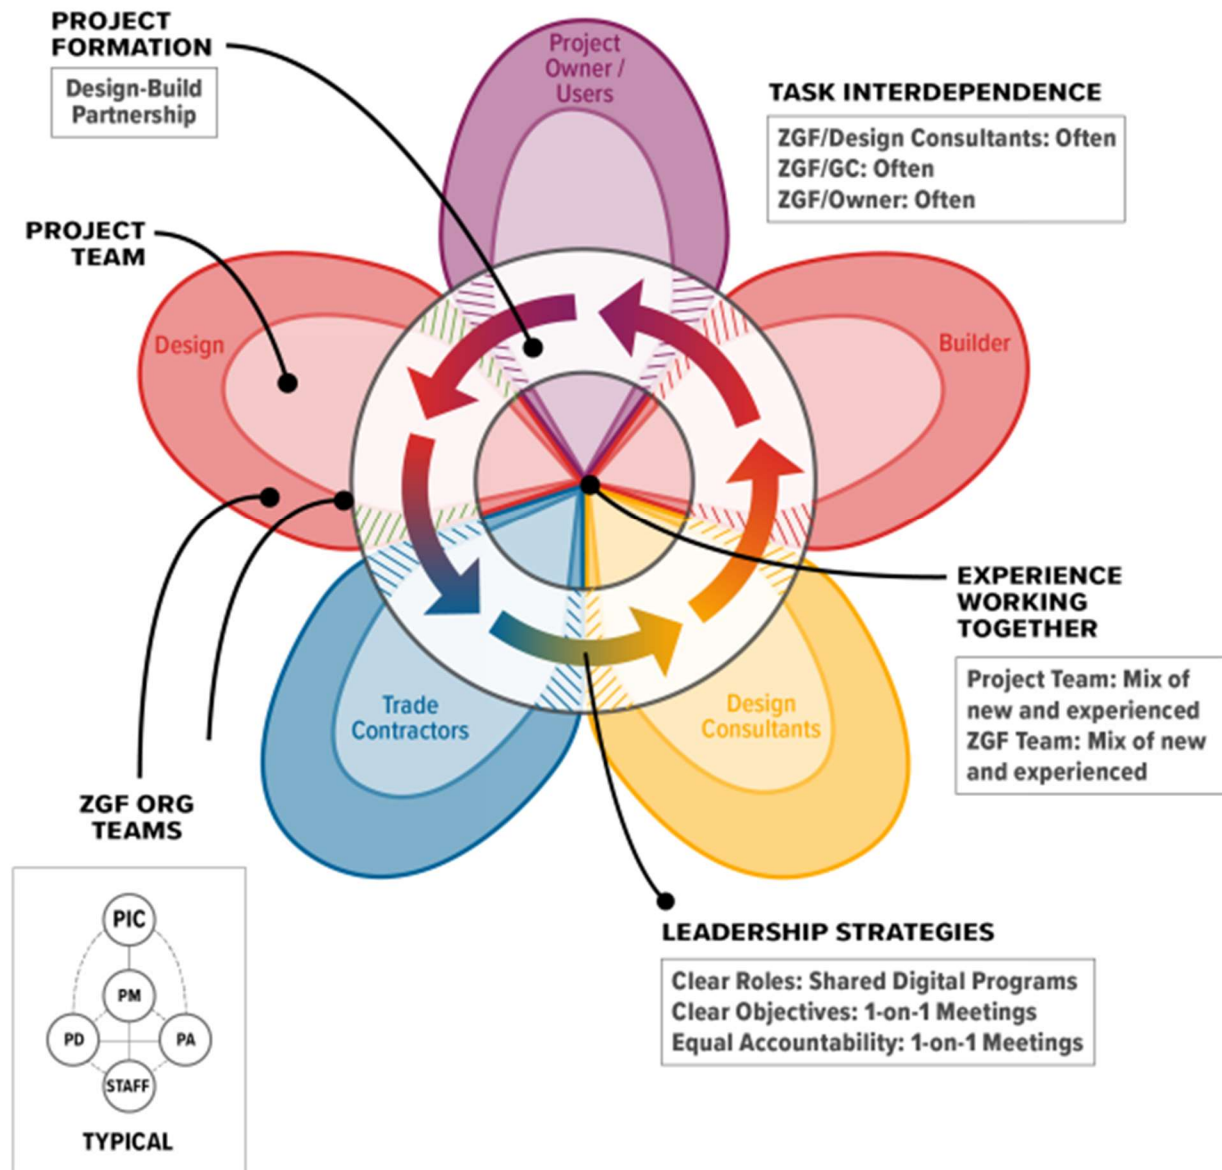 PROJECT
FORMATION
Design-Build
Partnership
Project
Owner /
Users
TASK INTERDEPENDENCE
ZGF/Design Consultants: Often
ZGF/GC: Often
ZGF/Owner: Often
PROJECT
TEAM
Design
Builder
EXPERIENCE
WORKING
TOGETHER
Project Team: Mix of
new and experienced
ZGF Team: Mix of new
and experienced
Trade
Contractors
Design
Consultants
ZGF ORG
TEAMS
PIC
PM
PD
PA
STAFF
TYPICAL
LEADERSHIP STRATEGIES
Clear Roles: Shared Digital Programs
Clear Objectives: 1-on-1 Meetings
Equal Accountability: 1-on-1 Meetings